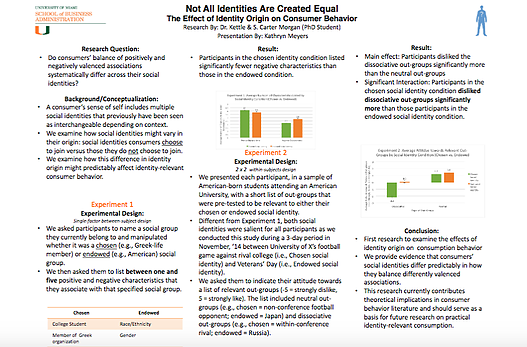 UNIVERSITY OF MIAMI
SCHOOL of BUSINESS
ADMINISTRATION
Not All Identities Are Created Equal
The Effect of Identity Origin on Consumer Behavior
Research By: Dr. Kettle & S. Carter Morgan (PhD Student)
Presentation By: Kathryn Meyers
Research Question:
• Do consumers' balance of positive and
negatively valenced associations
systematically differ across their social
identities?
Background/Conceptualization:
• A consumer's sense of self includes multiple
social identities that previously have been seen
as interchangeable depending on context.
• We examine how social identities might vary in
their origin: social identities consumers choose
to join versus those they do not choose to join.
• We examine how this difference in identity
origin might predictably affect identity-relevant
consumer behavior.
Experiment 1
Experimental Design:
Single factor between-subject design
• We asked participants to name a social group
they currently belong to and manipulated
whether it was a chosen (e.g., Greek-life
member) or endowed (e.g., American) social
group.
• We then asked them to list between one and
five positive and negative characteristics that
they associate with that specified social group.
Chosen Endowed
College Student Race/Ethnicity
Member of Greek Gender
organization
Result:
• Participants in the chosen identity condition listed
significantly fewer negative characteristics than
those in the endowed condition.
Experiment 2
Experimental Design:
2 x 2 within subjects design
• We presented each participant, in a sample of
American-born students attending an American
University, with a short list of out-groups that
were pre-tested to be relevant to either their
chosen or endowed social identity.
• Different from Experiment 1, both social
identities were salient for all participants as we
conducted this study during a 3-day period in
November, '14 between University of X's football
game against rival college (i.e., Chosen social
identity) and Veterans' Day (i.e., Endowed social
identity).
• We asked them to indicate their attitude towards
a list of relevant out-groups (-5 = strongly dislike,
5 = strongly like). The list included neutral out-
groups (e.g., chosen = non-conference football
opponent; endowed = Japan) and dissociative
out-groups (e.g., chosen = within-conference
rival; endowed = Russia).
Result:
• Main effect: Participants disliked the
dissociative out-groups significantly more
than the neutral out-groups
• Significant Interaction: Participants in the
chosen social identity condition disliked
dissociative out-groups significantly
more than those participants in the
endowed social identity condition.
Conclusion:
• First research to examine the effects of
identity origin on consumption behavior
• We provide evidence that consumers'
social identities differ predictably in how
they balance differently valenced
associations.
• This research currently contributes
theoretical implications in consumer
behavior literature and should serve as a
basis for future research on practical
identity-relevant consumption.